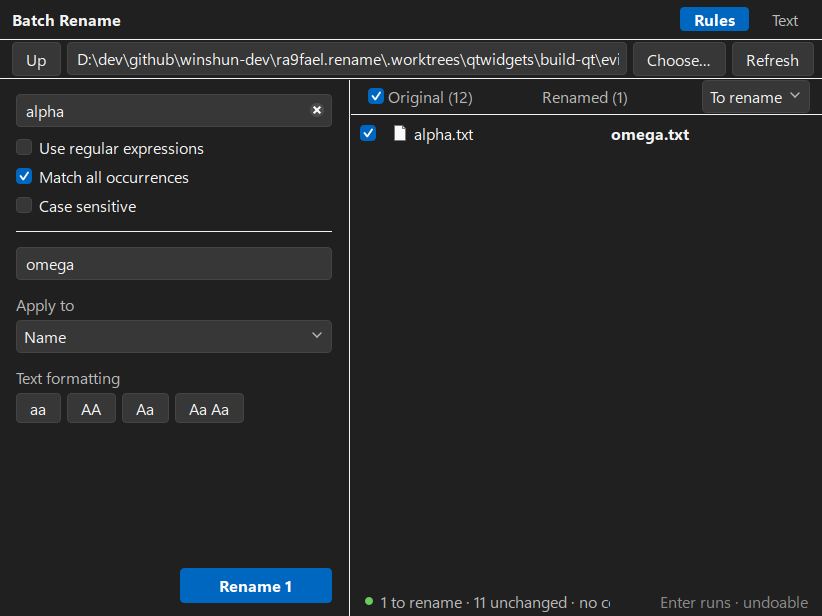 Batch Rename Rules Text
Up D:\dev\github\winshun-dev\ra9fael.rename\.worktrees\qtwidgets\build-qt\evi Choose... Refresh
alpha
Use regular expressions
Match all occurrences
Case sensitive
omega
Apply to
Name
Text formatting
aa AA Aa Aa Aa
Rename 1
Original (12) Renamed (1) To rename
alpha.txt omega.txt
1 to rename · 11 unchanged · no co Enter runs · undoable